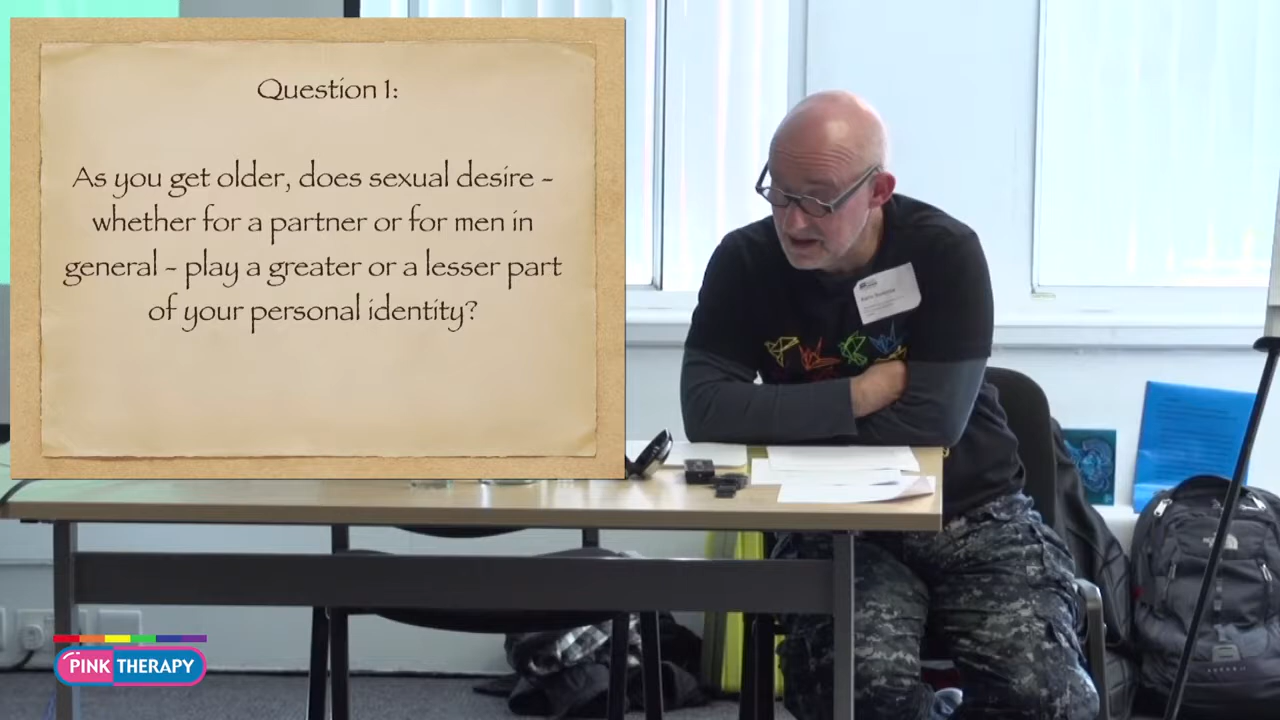 Question 1:
As you get older, does sexual desire -
whether for a partner or for men in
general - play a greater or a lesser part
of your personal identity?
PINK THERAPY